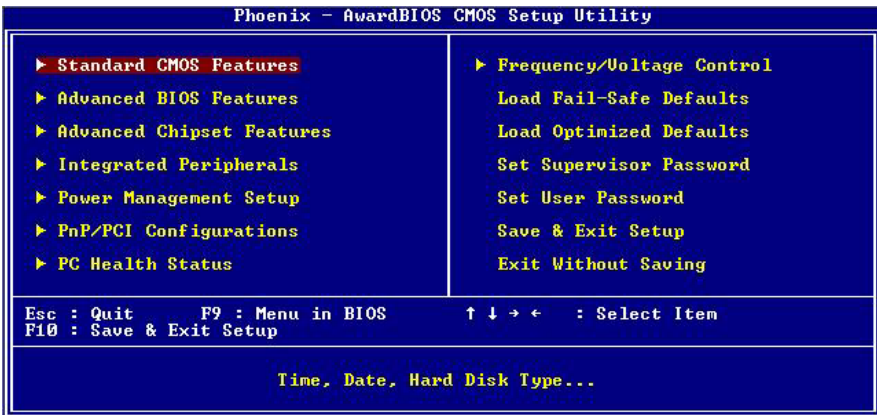 Phoenix - AwardBIOS CMOS Setup Utility
► Standard CMOS Features
► Advanced BIOS Features
► Advanced Chipset Features
► Integrated Peripherals
► Power Management Setup
► PnP/PCI Configurations
► PC Health Status
► Frequency/Voltage Control
Load Fail-Safe Defaults
Load Optimized Defaults
Set Supervisor Password
Set User Password
Save & Exit Setup
Exit Without Saving
Esc : Quit F9 : Menu in BIOS ↑ ↓ → ← : Select Item
F10 : Save & Exit Setup
Time, Date, Hard Disk Type...